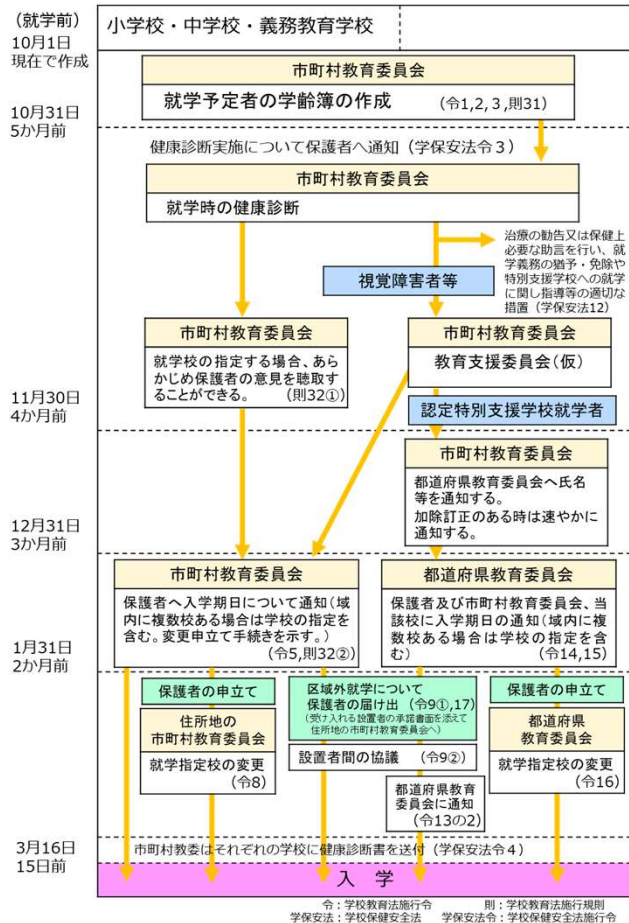 (就学前)
小学校・中学校・義務教育学校
10月1日
現在で作成
市町村教育委員会
就学予定者の学齢簿の作成 (令1,2,3,則31)
10月31日
5か月前
健康診断実施について保護者へ通知(学保安法令3)
市町村教育委員会
就学時の健康診断
治療の勧告又は保健上
必要な助言を行い、就
学義務の猶予・免除や
特別支援学校への就学
に関し指導等の適切な
措置(学保安法12)
視覚障害者等
市町村教育委員会
就学校の指定する場合、あら
かじめ保護者の意見を聴取す
ることができる。 (則32①)
市町村教育委員会
教育支援委員会(仮)
11月30日
4か月前
認定特別支援学校就学者
市町村教育委員会
都道府県教育委員会へ氏名
等を通知する。
加除訂正のある時は速やかに
通知する。
12月31日
3か月前
市町村教育委員会
保護者へ入学期日について通知(域
内に複数校ある場合は学校の指定を
含む。変更申立て手続きを示す。)
(令5,則32②)
都道府県教育委員会
保護者及び市町村教育委員会、当
該校に入学期日の通知(域内に複
数校ある場合は学校の指定を含
む) (令14,15)
1月31日
2か月前
保護者の申立て
住所地の
市町村教育委員会
就学指定校の変更
(令8)
区域外就学について
保護者の届け出 (令9①,17)
(受け入れる設置者の承諾書面を添えて
住所地の市町村教育委員会へ)
設置者間の協議 (令9②)
都道府県教育
委員会に通知
(令13の2)
保護者の申立て
都道府県
教育委員会
就学指定校の変更
(令16)
3月16日
15日前
市町村教委はそれぞれの学校に健康診断書を送付(学保安法令4)
入 学
令:学校教育法施行令 則:学校教育法施行規則
学保安法:学校保健安全法 学保安法令:学校保健安全法施行令